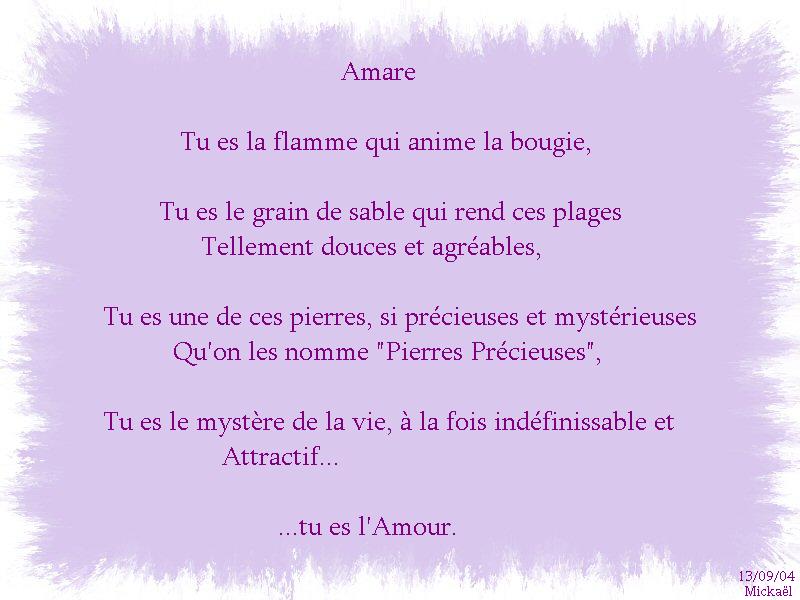 Amare
Tu es la flamme qui anime la bougie,
Tu es le grain de sable qui rend ces plages
Tellement douces et agréables,
Tu es une de ces pierres, si précieuses et mystérieuses
Qu'on les nomme "Pierres Précieuses",
Tu es le mystère de la vie, à la fois indéfinissable et
Attractif...
...tu es l'Amour.
13/09/04
Mickaël